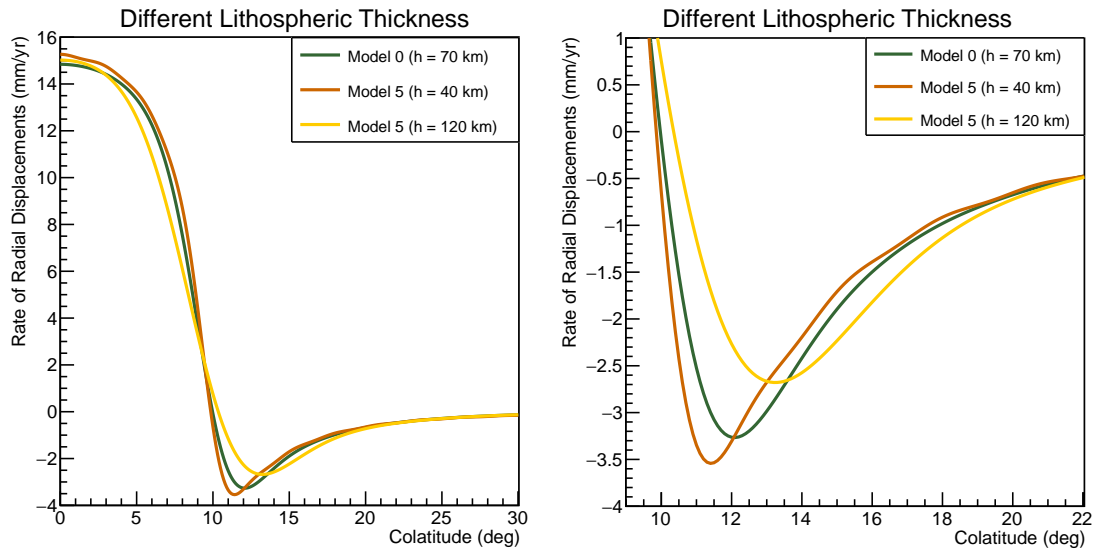 Different Lithospheric Thickness
Rate of Radial Displacements (mm/yr)
16
14
12
10
8
6
4
2
0
−2
−4
Model 0 (h = 70 km)
Model 5 (h = 40 km)
Model 5 (h = 120 km)
0 5 10 15 20 25 30
Colatitude (deg)
Different Lithospheric Thickness
Rate of Radial Displacements (mm/yr)
1
0.5
0
−0.5
−1
−1.5
−2
−2.5
−3
−3.5
−4
Model 0 (h = 70 km)
Model 5 (h = 40 km)
Model 5 (h = 120 km)
10 12 14 16 18 20 22
Colatitude (deg)